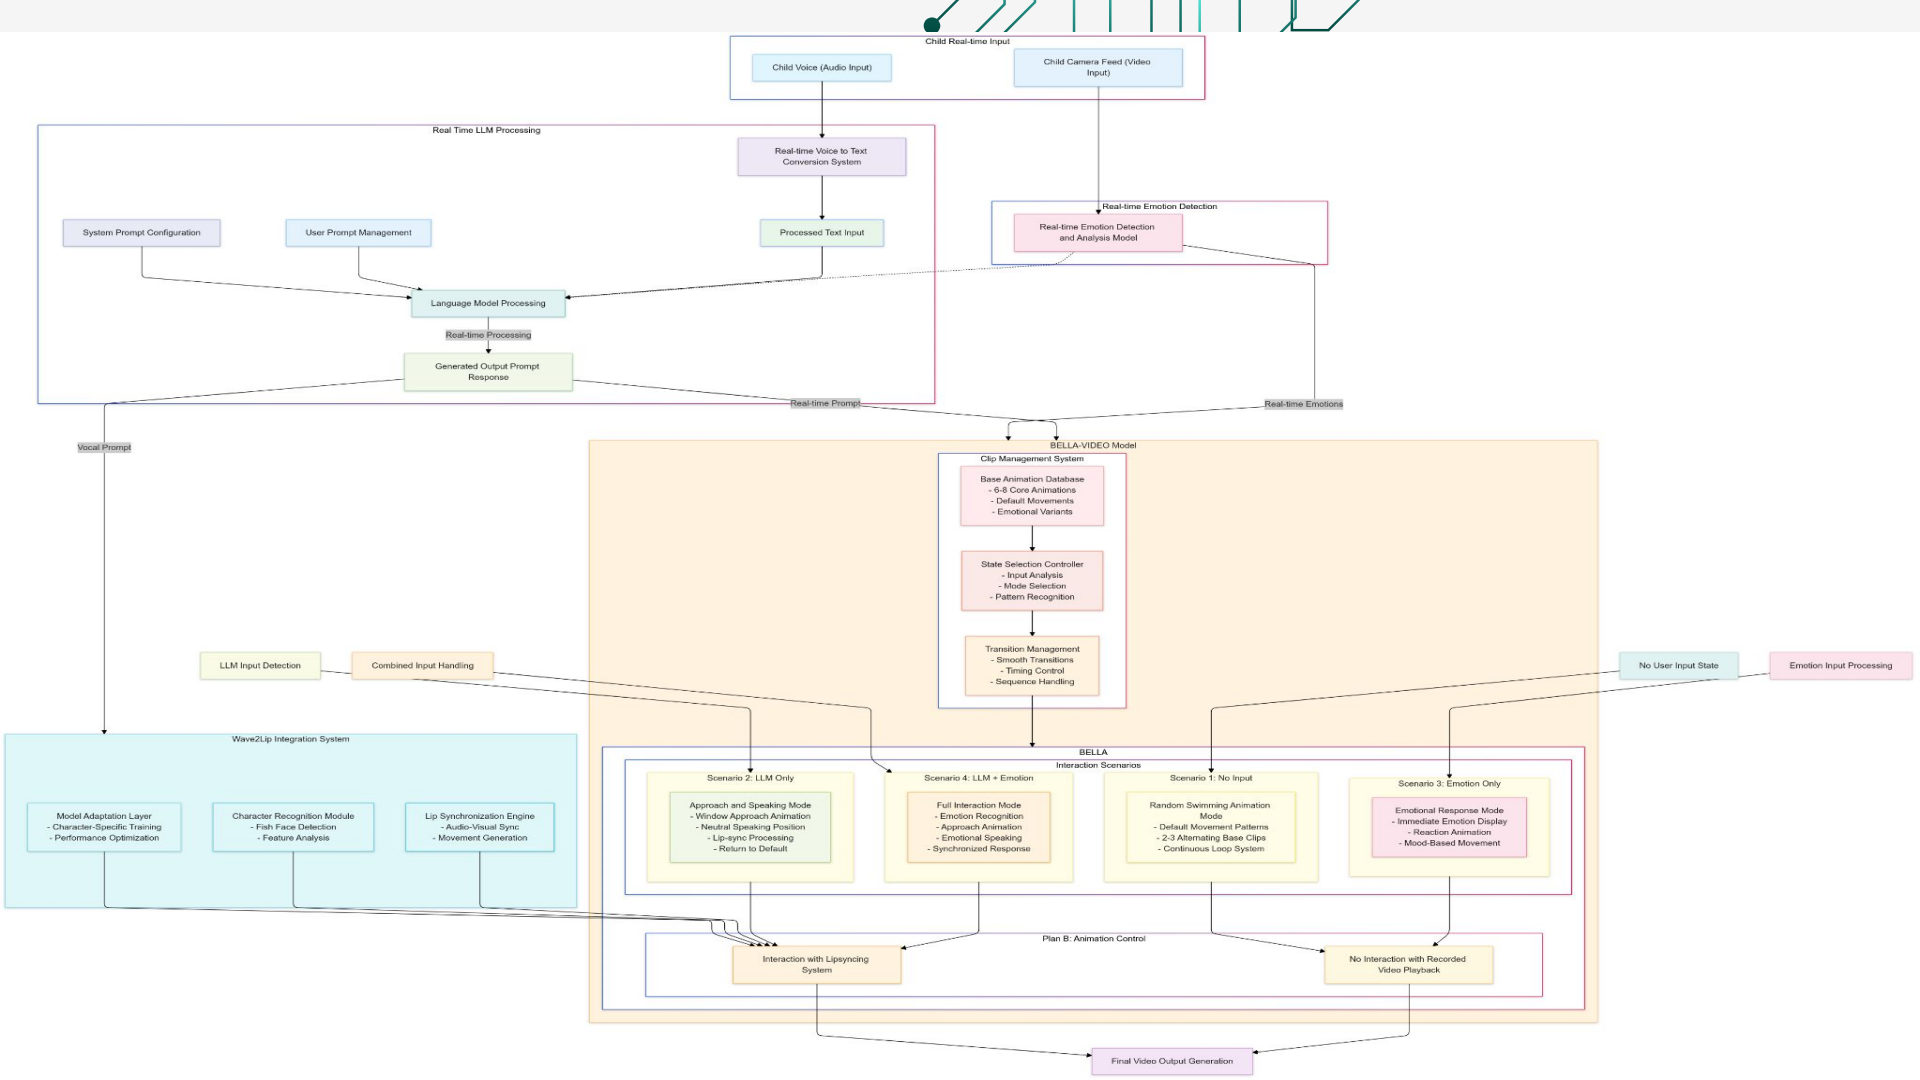 Child Real-time Input
Child Voice (Audio Input)
Child Camera Feed (Video
Input)
Real Time LLM Processing
Real-time Voice to Text
Conversion System
Real-time Emotion Detection
System Prompt Configuration
User Prompt Management
Processed Text Input
Real-time Emotion Detection
and Analysis Model
Language Model Processing
Real-time Processing
Generated Output Prompt
Response
Real-time Prompt
Real-time Emotions
Vocal Prompt
BELLA-VIDEO Model
Clip Management System
Base Animation Database
- 6-8 Core Animations
- Default Movements
- Emotional Variants
State Selection Controller
- Input Analysis
- Mode Selection
- Pattern Recognition
Transition Management
- Smooth Transitions
- Timing Control
- Sequence Handling
LLM Input Detection
Combined Input Handling
No User Input State
Emotion Input Processing
Wave2Lip Integration System
Model Adaptation Layer
- Character-Specific Training
- Performance Optimization
Character Recognition Module
- Fish Face Detection
- Feature Analysis
Lip Synchronization Engine
- Audio-Visual Sync
- Movement Generation
BELLA
Interaction Scenarios
Scenario 2: LLM Only
Approach and Speaking Mode
- Window Approach Animation
- Neutral Speaking Position
- Lip-sync Processing
- Return to Default
Scenario 4: LLM + Emotion
Full Interaction Mode
- Emotion Recognition
- Approach Animation
- Emotional Speaking
- Synchronized Response
Scenario 1: No Input
Random Swimming Animation
Mode
- Default Movement Patterns
- 2-3 Alternating Base Clips
- Continuous Loop System
Scenario 3: Emotion Only
Emotional Response Mode
- Immediate Emotion Display
- Reaction Animation
- Mood-Based Movement
Plan B: Animation Control
Interaction with Lipsyncing
System
No Interaction with Recorded
Video Playback
Final Video Output Generation